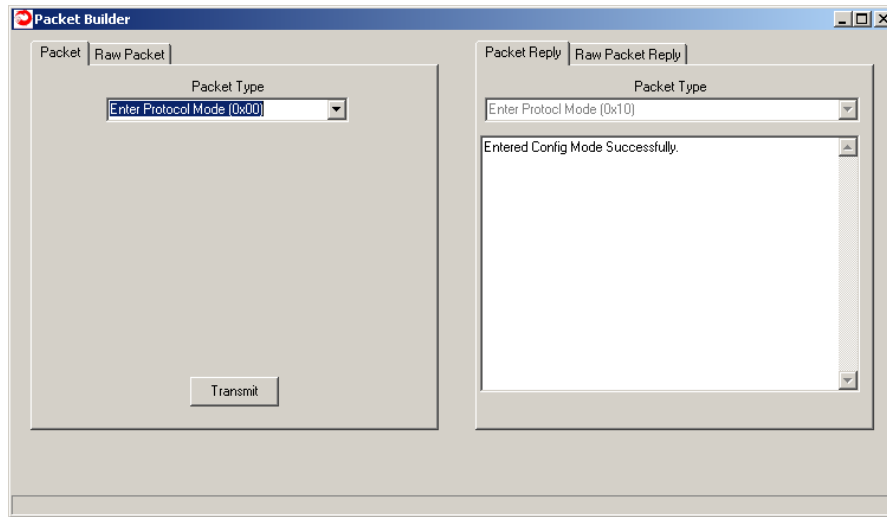 Packet Builder
Packet
Raw Packet
Packet Type
Enter Protocol Mode (0x00)
Transmit
Packet Reply
Raw Packet Reply
Packet Type
Enter Protocl Mode (0x10)
Entered Config Mode Successfully.